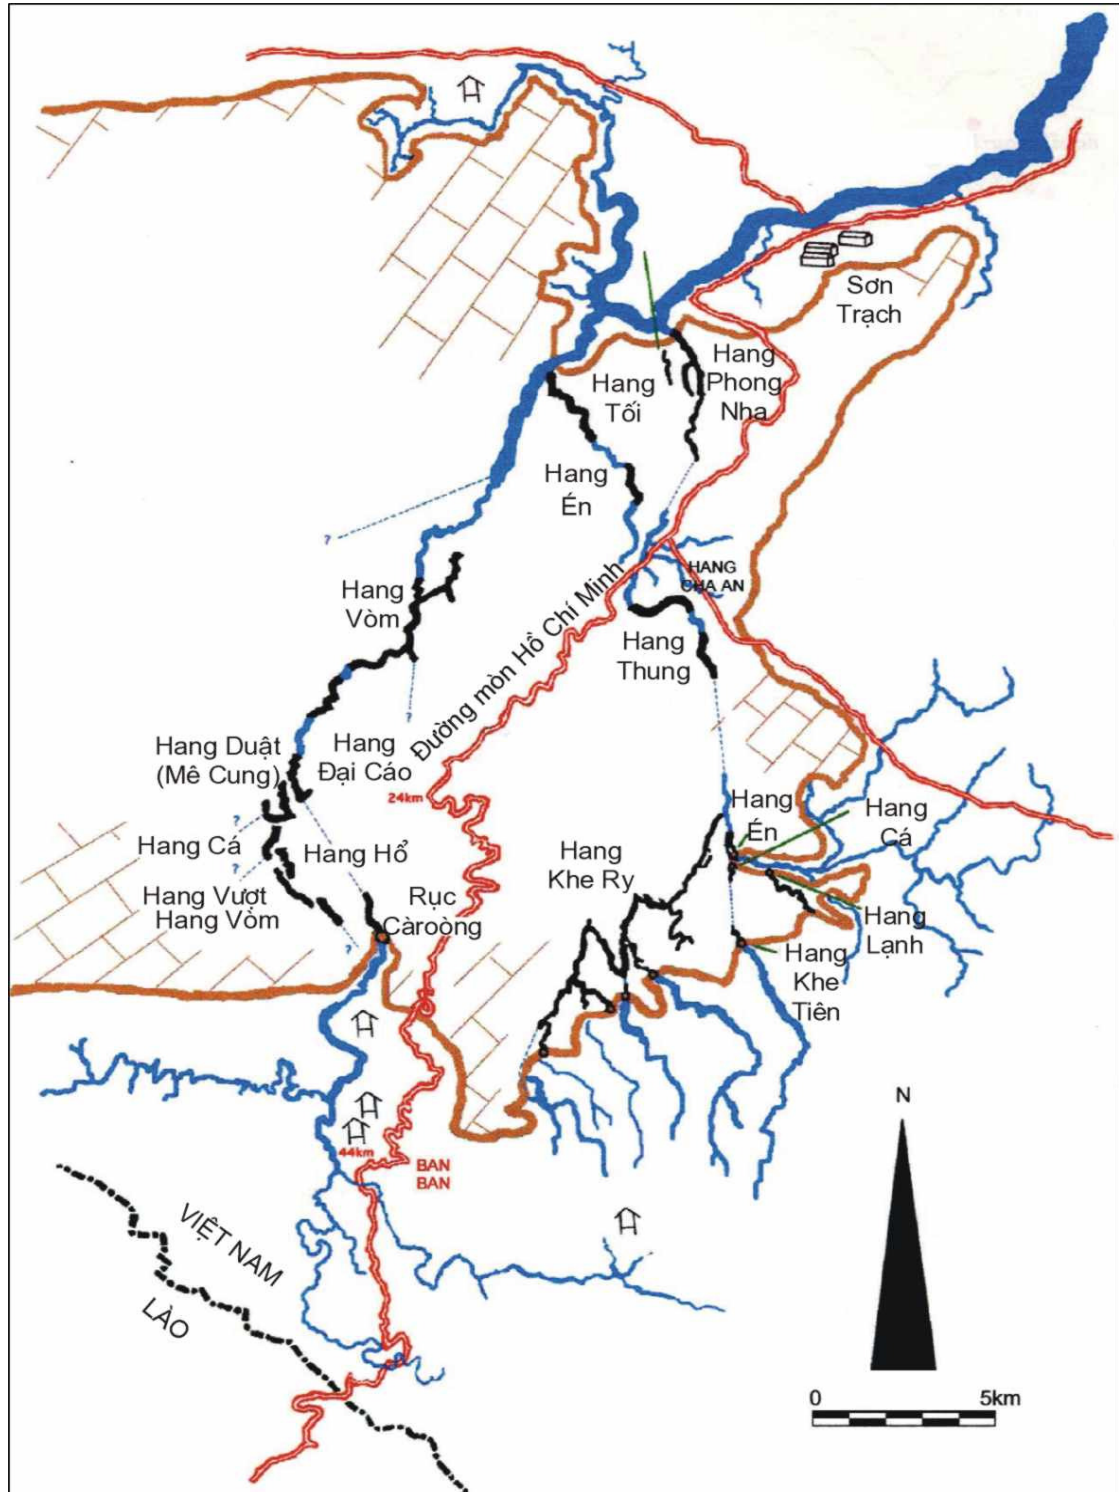 Sơn
Trạch
Hang
Phong
Nha
Hang
Tối
Hang
Én
?
HANG
CHA AN
Hang
Vòm
Đường mòn Hồ Chí Minh
Hang
Thung
?
Hang Duật
(Mê Cung)
Hang
Đại Cáo
24km
Hang
Én
Hang
Cá
?
Hang Cá
Hang Hổ
Hang
Khe Ry
?
Hang Vượt
Hang Vòm
Rục
Càroòng
Hang
Lạnh
?
Hang
Khe
Tiên
44km
BAN
BAN
N
VIỆT NAM
LÀO
0
5km